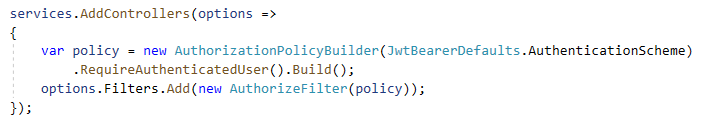 services.AddControllers(options =>
{
    var policy = new AuthorizationPolicyBuilder(JwtBearerDefaults.AuthenticationScheme)
        .RequireAuthenticatedUser().Build();
    options.Filters.Add(new AuthorizeFilter(policy));
});